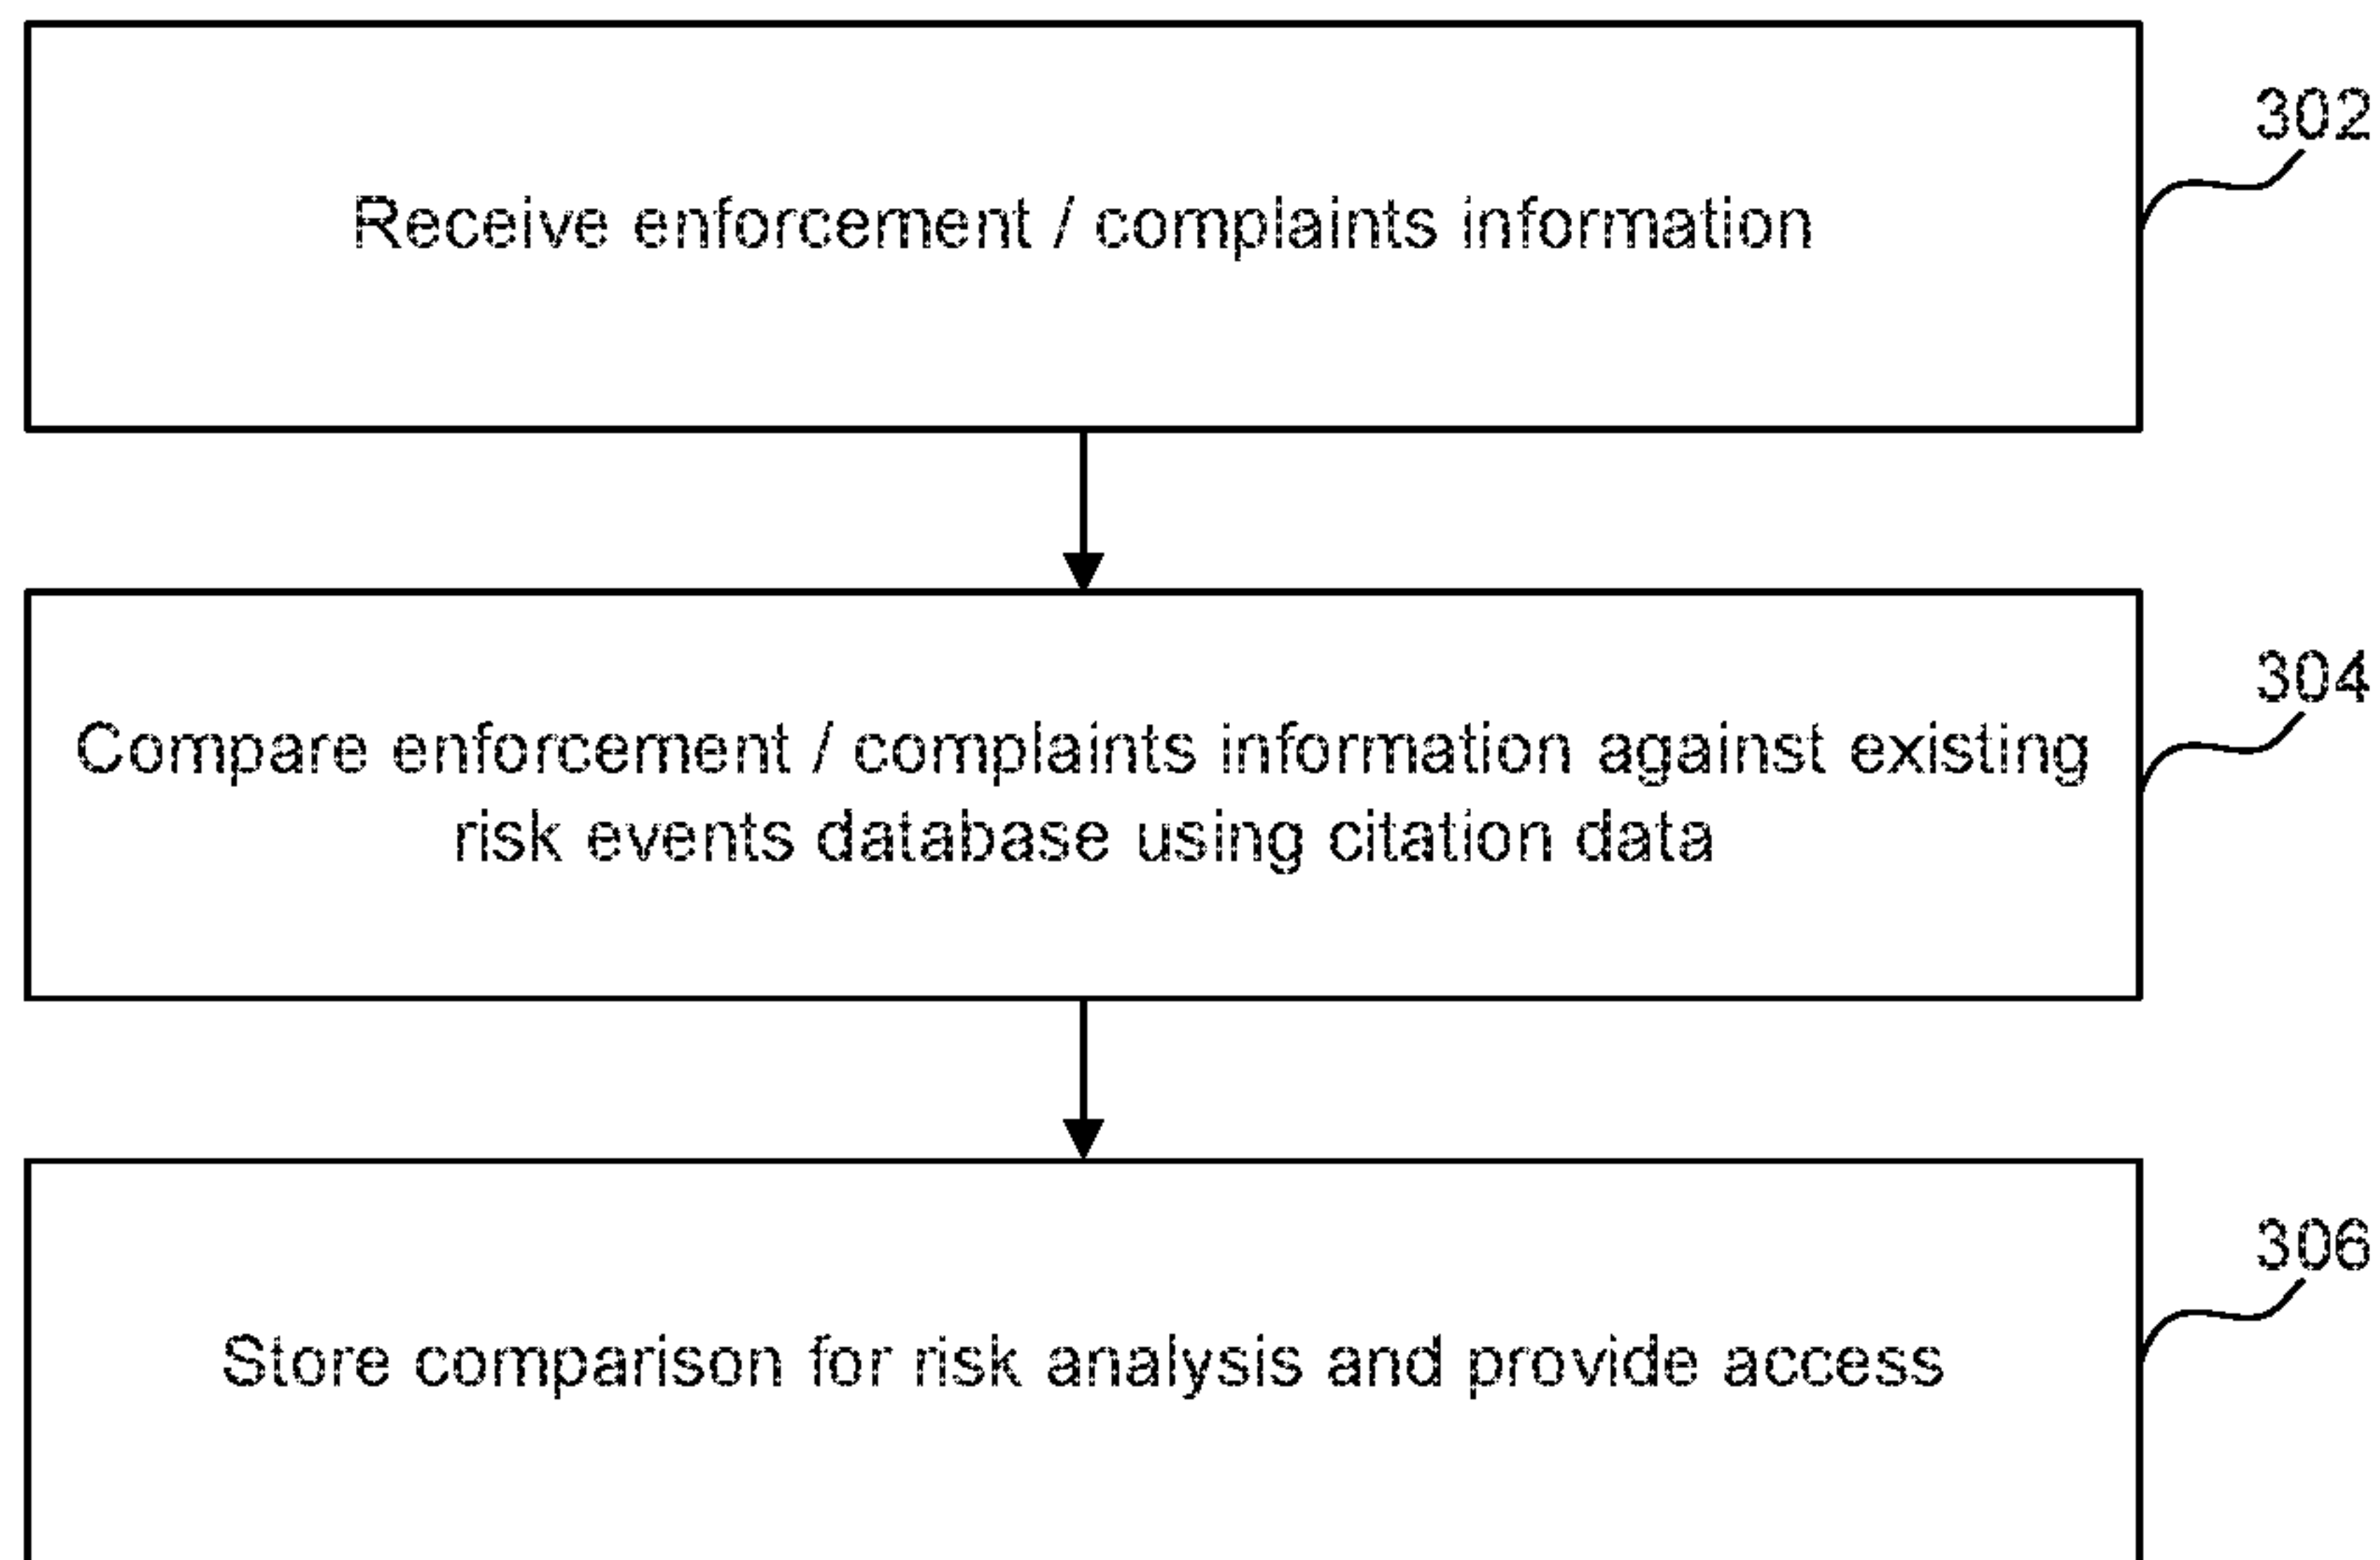 302
Receive enforcement / complaints information
304
Compare enforcement / complaints information against existing
risk events database using citation data
306
Store comparison for risk analysis and provide access